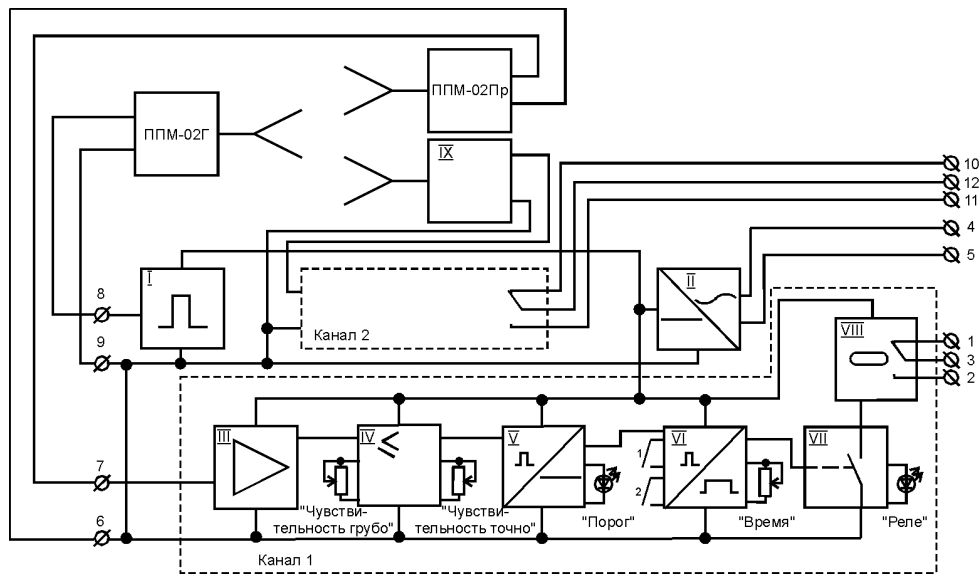 ППМ-02Пр
ППМ-02Г
IX
10
12
11
4
5
I
II
8
Канал 2
9
VIII
1
3
2
III
IV
V
VI
VII
1
2
7
"Чувстви-
тельность грубо"
"Чувстви-
тельность точно"
"Порог"
"Время"
"Реле"
6
Канал 1